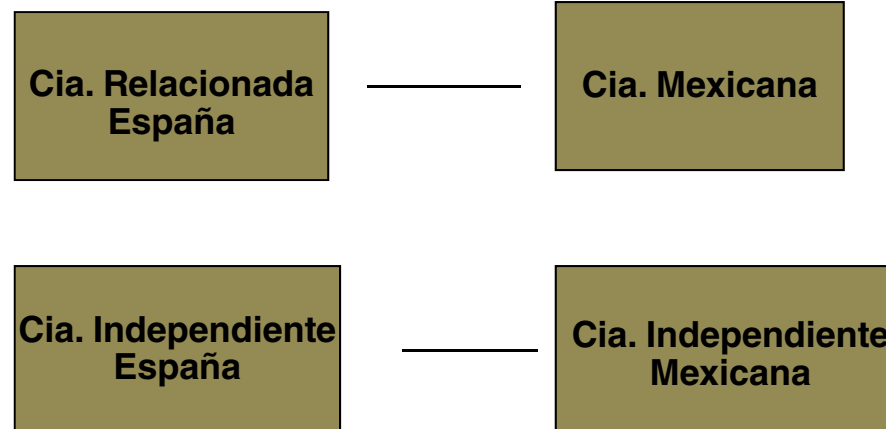 Cia. Relacionada
España
Cia. Mexicana
Cia. Independiente
España
Cia. Independiente
Mexicana